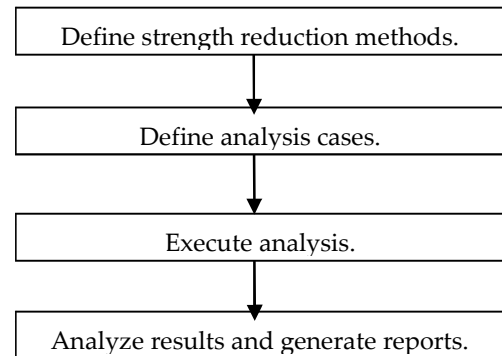 Define strength reduction methods.
Define analysis cases.
Execute analysis.
Analyze results and generate reports.